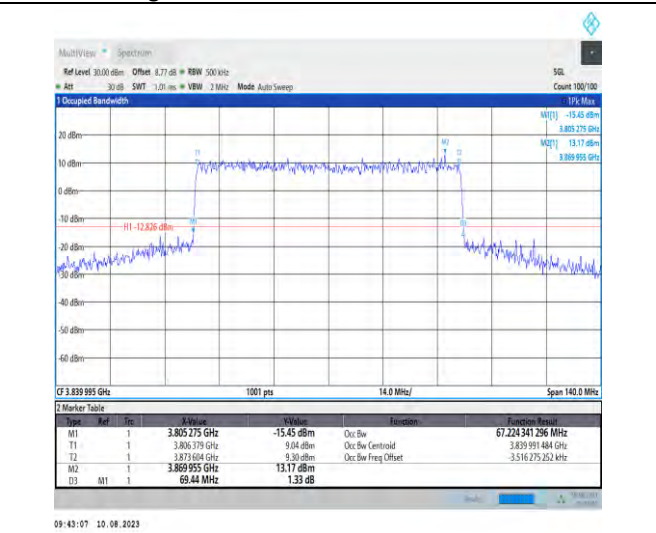 MultiView Spectrum
Ref Level 30.00 dBm Offset 8.77 dB RBW 500 kHz SGL
Att 30 dB SWT 1.01 ms VBW 2 MHz Mode Auto Sweep Count 100/100
1 Occupied Bandwidth 1Pk Max
M1[1] -15.45 dBm
3.805 275 GHz
M2[1] 13.17 dBm
3.869 955 GHz
20 dBm
M2
T1 T2
10 dBm
0 dBm
-10 dBm
H1 -12.826 dBm M1 D3
-20 dBm
-30 dBm
-40 dBm
-50 dBm
-60 dBm
CF 3.839 995 GHz 1001 pts 14.0 MHz/ Span 140.0 MHz
2 Marker Table
Type Ref Trc X-Value Y-Value Function Function Result
M1 1 3.805 275 GHz -15.45 dBm Occ Bw 67.224 341 296 MHz
T1 1 3.806 379 GHz 9.04 dBm Occ Bw Centroid 3.839 991 484 GHz
T2 1 3.873 604 GHz 9.30 dBm Occ Bw Freq Offset -3.516 275 252 kHz
M2 1 3.869 955 GHz 13.17 dBm
D3 M1 1 69.44 MHz 1.33 dB
09:43:07 10.08.2023